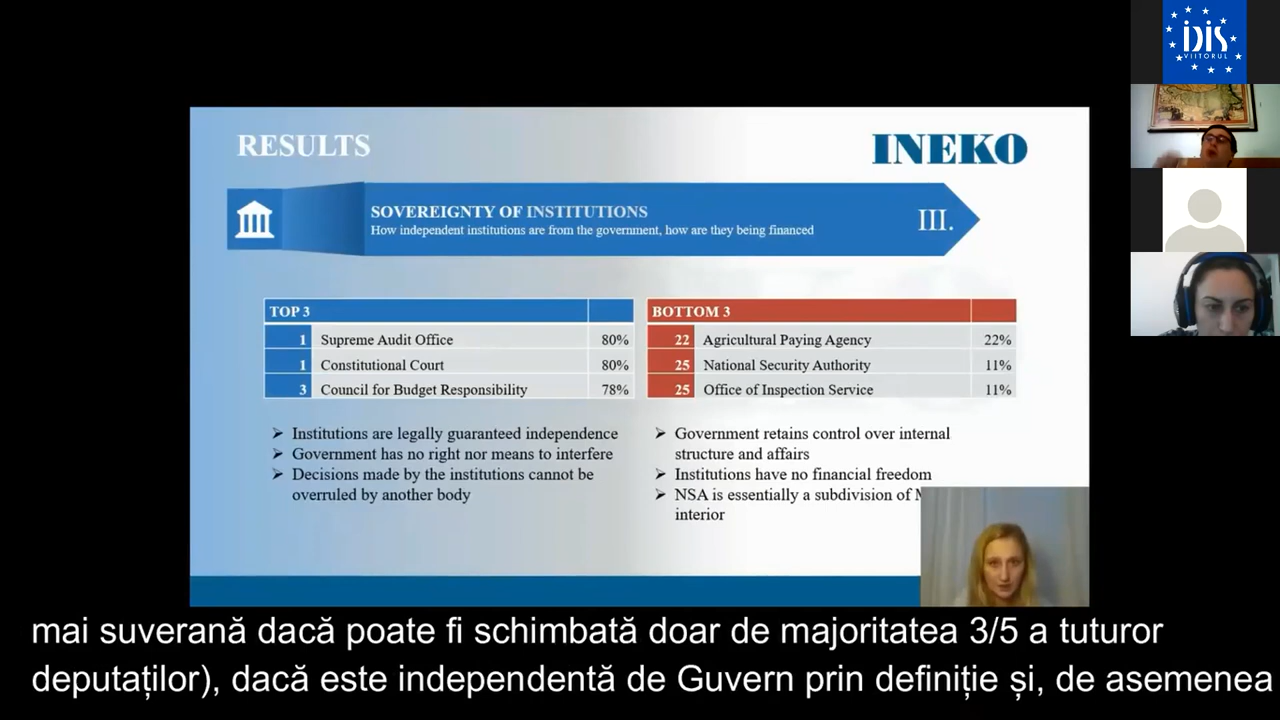 iDiS
VIITORUL
RESULTS
INEKO
SOVEREIGNTY OF INSTITUTIONS
How independent institutions are from the government, how are they being financed
III.
TOP 3
1 Supreme Audit Office 80%
1 Constitutional Court 80%
3 Council for Budget Responsibility 78%
BOTTOM 3
22 Agricultural Paying Agency 22%
25 National Security Authority 11%
25 Office of Inspection Service 11%
➢ Institutions are legally guaranteed independence
➢ Government has no right nor means to interfere
➢ Decisions made by the institutions cannot be
overruled by another body
➢ Government retains control over internal
structure and affairs
➢ Institutions have no financial freedom
➢ NSA is essentially a subdivision of
interior
mai suverană dacă poate fi schimbată doar de majoritatea 3/5 a tuturor
deputaților), dacă este independentă de Guvern prin definiție și, de asemenea